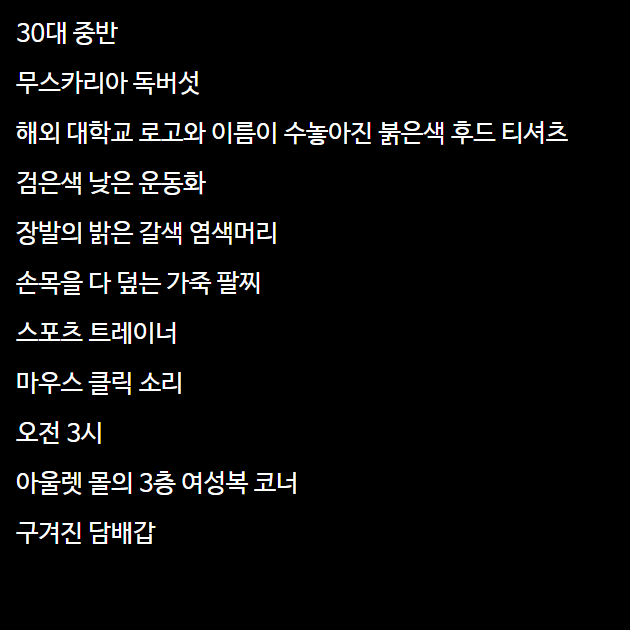 30대 중반
무스카리아 독버섯
해외 대학교 로고와 이름이 수놓아진 붉은색 후드 티셔츠
검은색 낮은 운동화
장발의 밝은 갈색 염색머리
손목을 다 덮는 가죽 팔찌
스포츠 트레이너
마우스 클릭 소리
오전 3시
아울렛 몰의 3층 여성복 코너
구겨진 담배갑